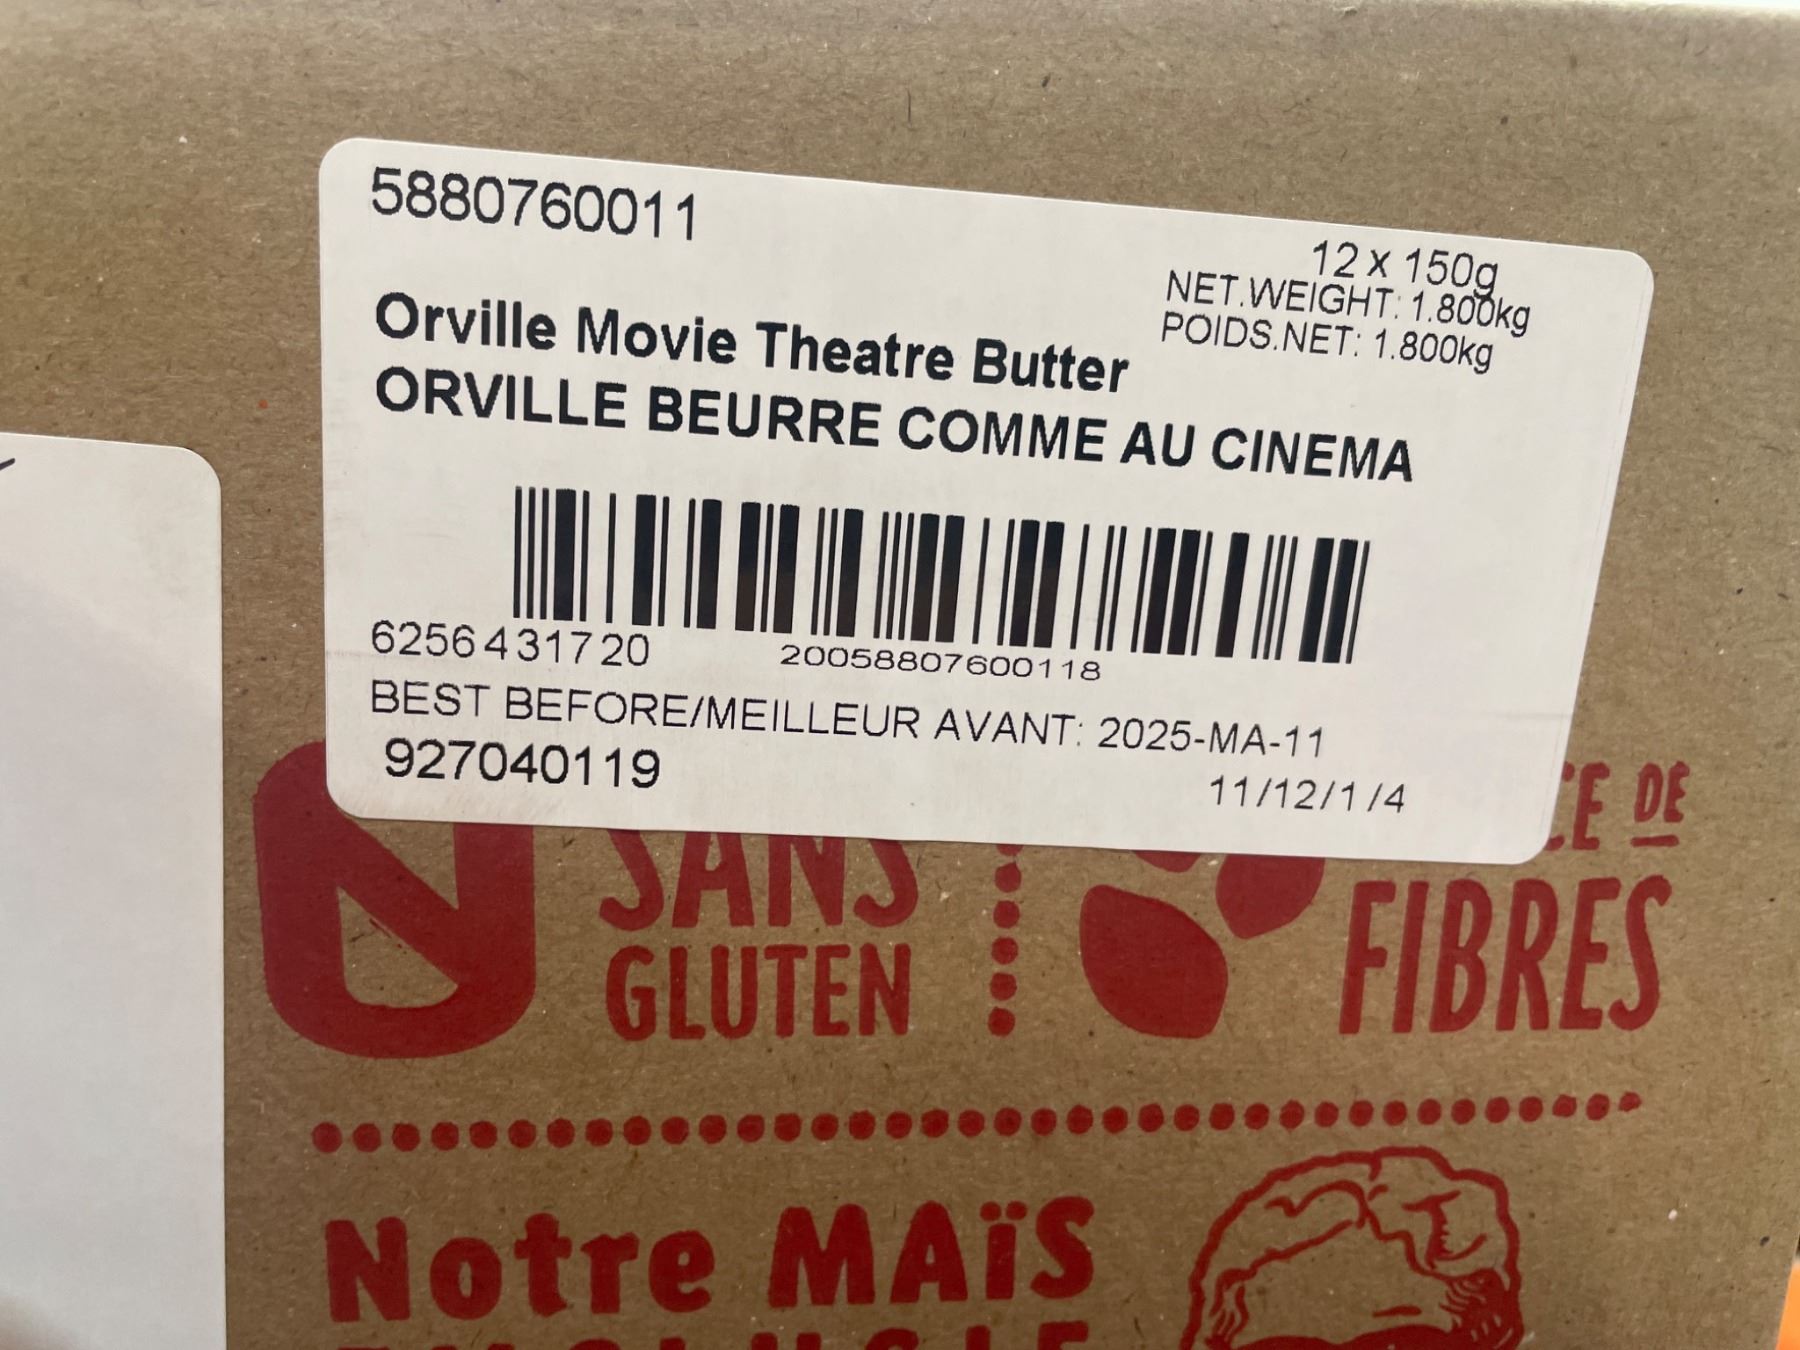 5880760011
12 x 150g
NET.WEIGHT: 1.800kg
POIDS.NET: 1.800kg
Orville Movie Theatre Butter
ORVILLE BEURRE COMME AU CINEMA
6256431720
20058807600118
BEST BEFORE/MEILLEUR AVANT: 2025-MA-11
927040119
11/12/1/4
SANS
GLUTEN
DE
FIBRES
Notre MAÏS